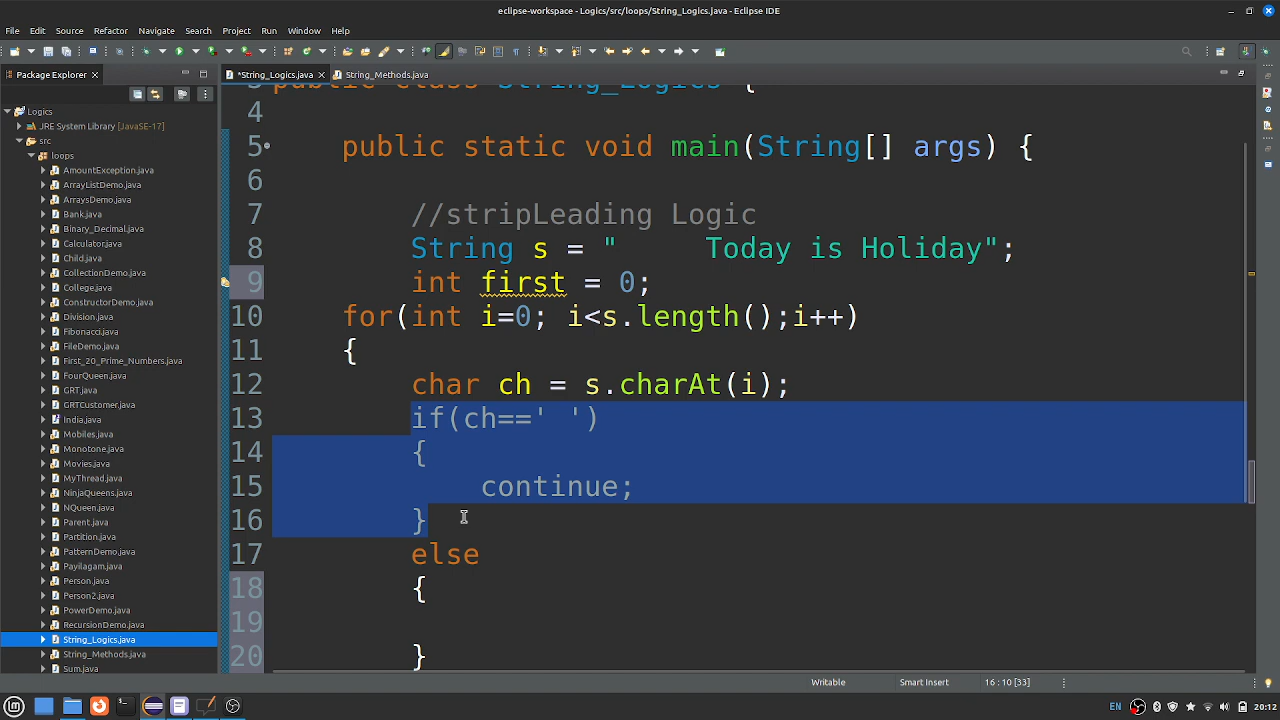 eclipse-workspace - Logics/src/loops/String_Logics.java - Eclipse IDE
File Edit Source Refactor Navigate Search Project Run Window Help
Package Explorer
*String_Logics.java
String_Methods.java
Logics
JRE System Library [JavaSE-17]
src
loops
AmountException.java
ArrayListDemo.java
ArraysDemo.java
Bank.java
Binary_Decimal.java
Calculator.java
Child.java
CollectionDemo.java
College.java
ConstructorDemo.java
Division.java
Fibonacci.java
FileDemo.java
First_20_Prime_Numbers.java
FourQueen.java
GRT.java
GRTCustomer.java
India.java
Mobiles.java
Monotone.java
Movies.java
MyThread.java
NinjaQueens.java
NQueen.java
Parent.java
Partition.java
PatternDemo.java
Payilagam.java
Person.java
Person2.java
PowerDemo.java
RecursionDemo.java
String_Logics.java
String_Methods.java
Sum.java
3 public class String_Logics {
4
5 public static void main(String[] args) {
6
7 //stripLeading Logic
8 String s = "     Today is Holiday";
9 int first = 0;
10 for(int i=0; i<s.length();i++)
11 {
12 char ch = s.charAt(i);
13 if(ch==' ')
14 {
15 continue;
16 }
17 else
18 {
19
20 }
Writable Smart Insert 16 : 10 [33]
EN 20:12